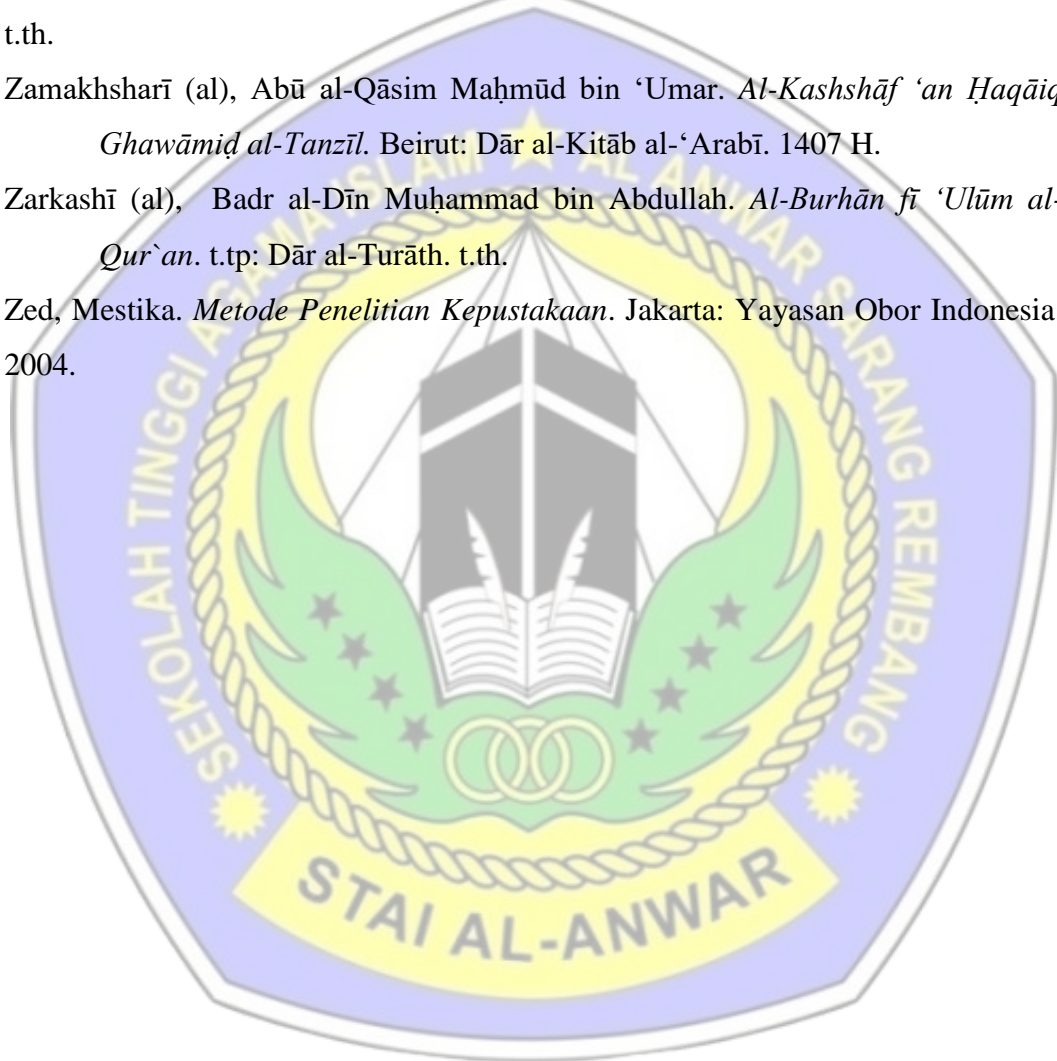 t.th.
Zamakhsharī (al), Abū al-Qāsim Maḥmūd bin ‘Umar. Al-Kashshāf ‘an Ḥaqāiq
Ghawāmiḍ al-Tanzīl. Beirut: Dār al-Kitāb al-‘Arabī. 1407 H.
Zarkashī (al), Badr al-Dīn Muḥammad bin Abdullah. Al-Burhān fī ‘Ulūm al-
Qur`an. t.tp: Dār al-Turāth. t.th.
Zed, Mestika. Metode Penelitian Kepustakaan. Jakarta: Yayasan Obor Indonesia.
2004.
SEKOLAH TINGGI AGAMA ISLAM AL ANWAR SARANG REMBANG
STAI AL-ANWAR